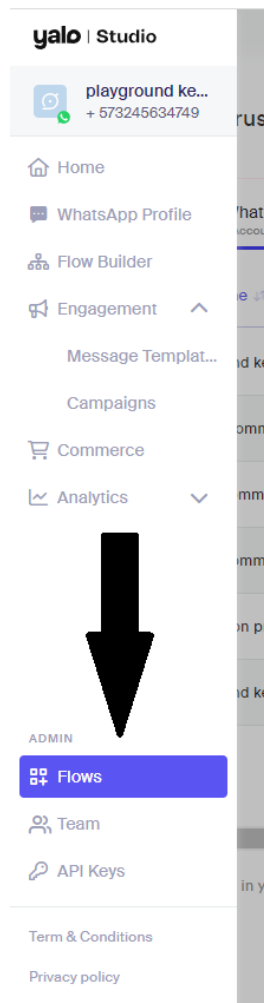 yalo | Studio
playground ke...
+ 573245634749
Home
WhatsApp Profile
Flow Builder
Engagement
Message Templat...
Campaigns
Commerce
Analytics
ADMIN
Flows
Team
API Keys
Term & Conditions
Privacy policy